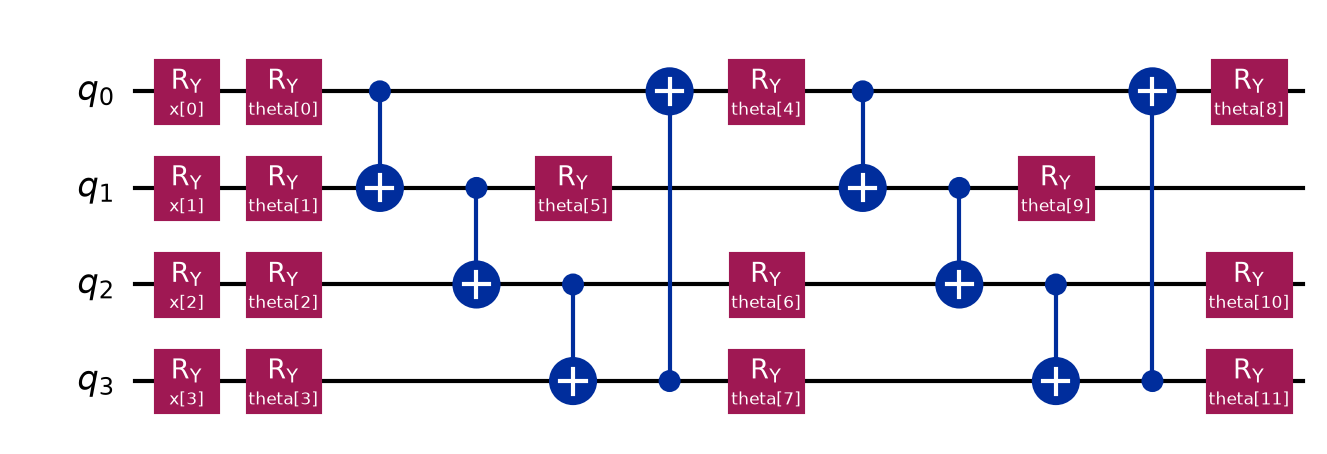 q0 RY x[0] RY theta[0] RY theta[4] RY theta[8]
q1 RY x[1] RY theta[1] RY theta[5] RY theta[9]
q2 RY x[2] RY theta[2] RY theta[6] RY theta[10]
q3 RY x[3] RY theta[3] RY theta[7] RY theta[11]